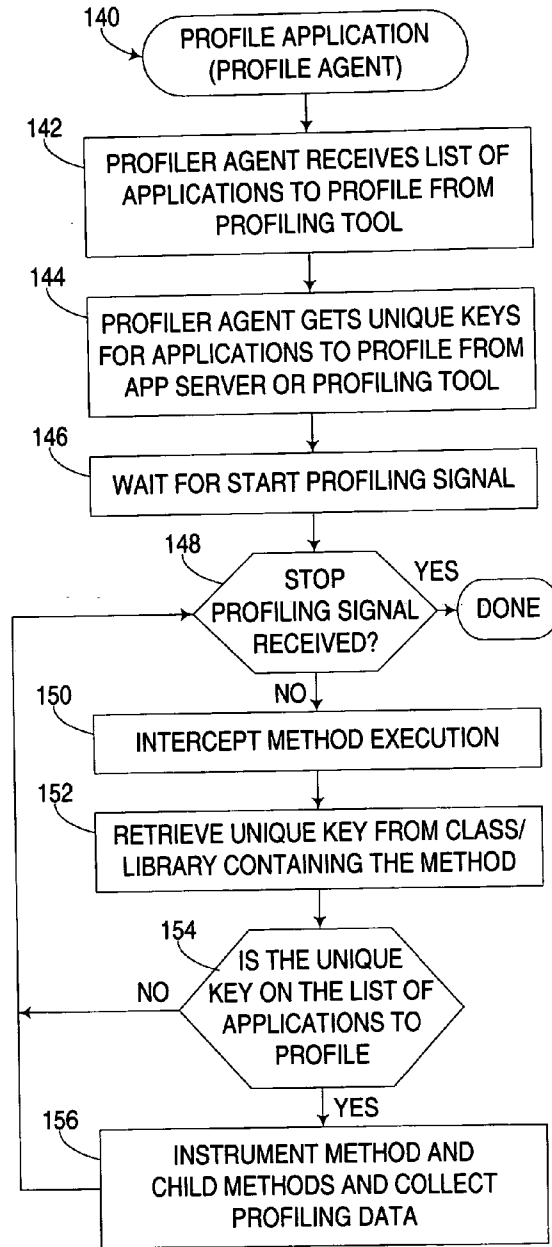 140
PROFILE APPLICATION
(PROFILE AGENT)
142
PROFILER AGENT RECEIVES LIST OF
APPLICATIONS TO PROFILE FROM
PROFILING TOOL
144
PROFILER AGENT GETS UNIQUE KEYS
FOR APPLICATIONS TO PROFILE FROM
APP SERVER OR PROFILING TOOL
146
WAIT FOR START PROFILING SIGNAL
148
STOP
PROFILING SIGNAL
RECEIVED?
YES
DONE
NO
150
INTERCEPT METHOD EXECUTION
152
RETRIEVE UNIQUE KEY FROM CLASS/
LIBRARY CONTAINING THE METHOD
154
IS THE UNIQUE
KEY ON THE LIST OF
APPLICATIONS TO
PROFILE
NO
YES
156
INSTRUMENT METHOD AND
CHILD METHODS AND COLLECT
PROFILING DATA